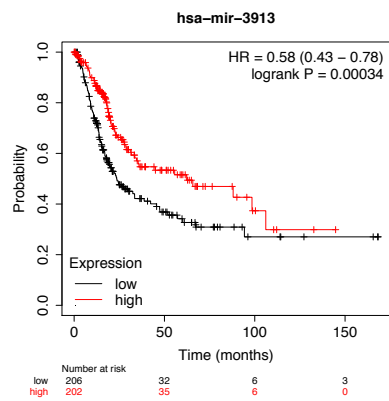 hsa-mir-3913
HR = 0.58 (0.43 − 0.78)
logrank P = 0.00034
Probability
1.0
0.8
0.6
0.4
0.2
0.0
Expression
low
high
0 50 100 150
Time (months)
Number at risk
low 206 32 6 3
high 202 35 6 0